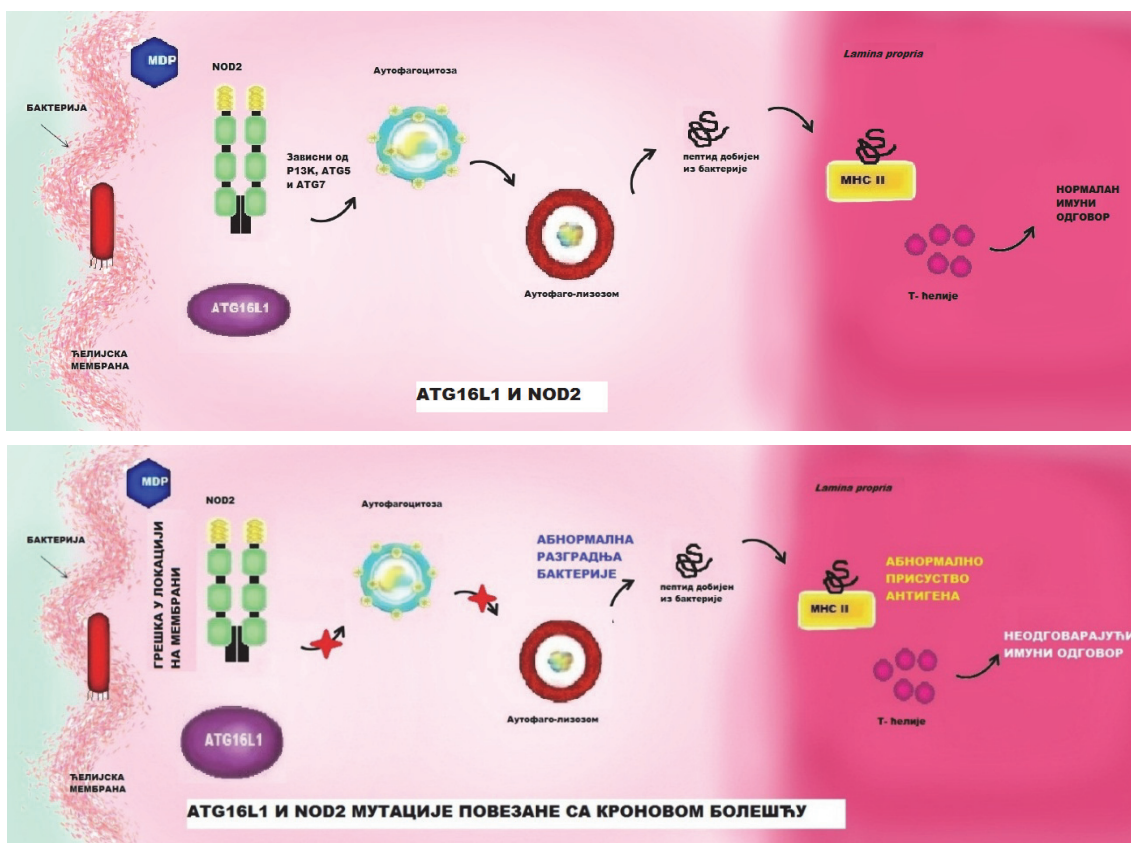 MDP
NOD2
Аутофагоцитоза
Lamina propria
БАКТЕРИЈА
Зависни од
P13K, ATG5
и ATG7
пептид добијен
из бактерије
MHC II
НОРМАЛАН
ИМУНИ
ОДГОВОР
ATG16L1
Аутофаго-лизозом
Т- ћелије
ЋЕЛИЈСКА
МЕМБРАНА
ATG16L1 И NOD2
MDP
NOD2
Аутофагоцитоза
Lamina propria
БАКТЕРИЈА
ГРЕШКА У ЛОКАЦИЈИ
НА МЕМБРАНИ
АБНОРМАЛНА
РАЗГРАДЊА
БАКТЕРИЈЕ
пептид добијен
из бактерије
MHC II
АБНОРМАЛНО
ПРИСУСТВО
АНТИГЕНА
НЕОДГОВАРАЈУЋИ
ИМУНИ ОДГОВОР
ATG16L1
Аутофаго-лизозом
Т- ћелије
ЋЕЛИЈСКА
МЕМБРАНА
ATG16L1 И NOD2 МУТАЦИЈЕ ПОВЕЗАНЕ СА КРОНОВОМ БОЛЕШЋУ